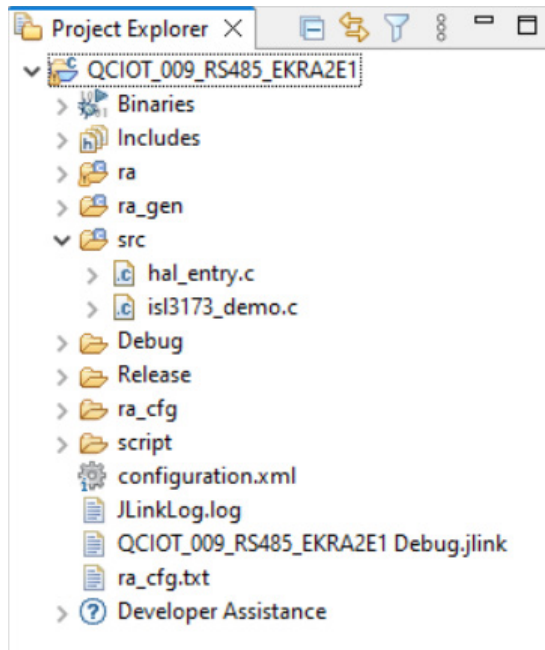 Project Explorer
QCIOT_009_RS485_EKRA2E1
Binaries
Includes
ra
ra_gen
src
hal_entry.c
isl3173_demo.c
Debug
Release
ra_cfg
script
configuration.xml
JLinkLog.log
QCIOT_009_RS485_EKRA2E1 Debug.jlink
ra_cfg.txt
Developer Assistance